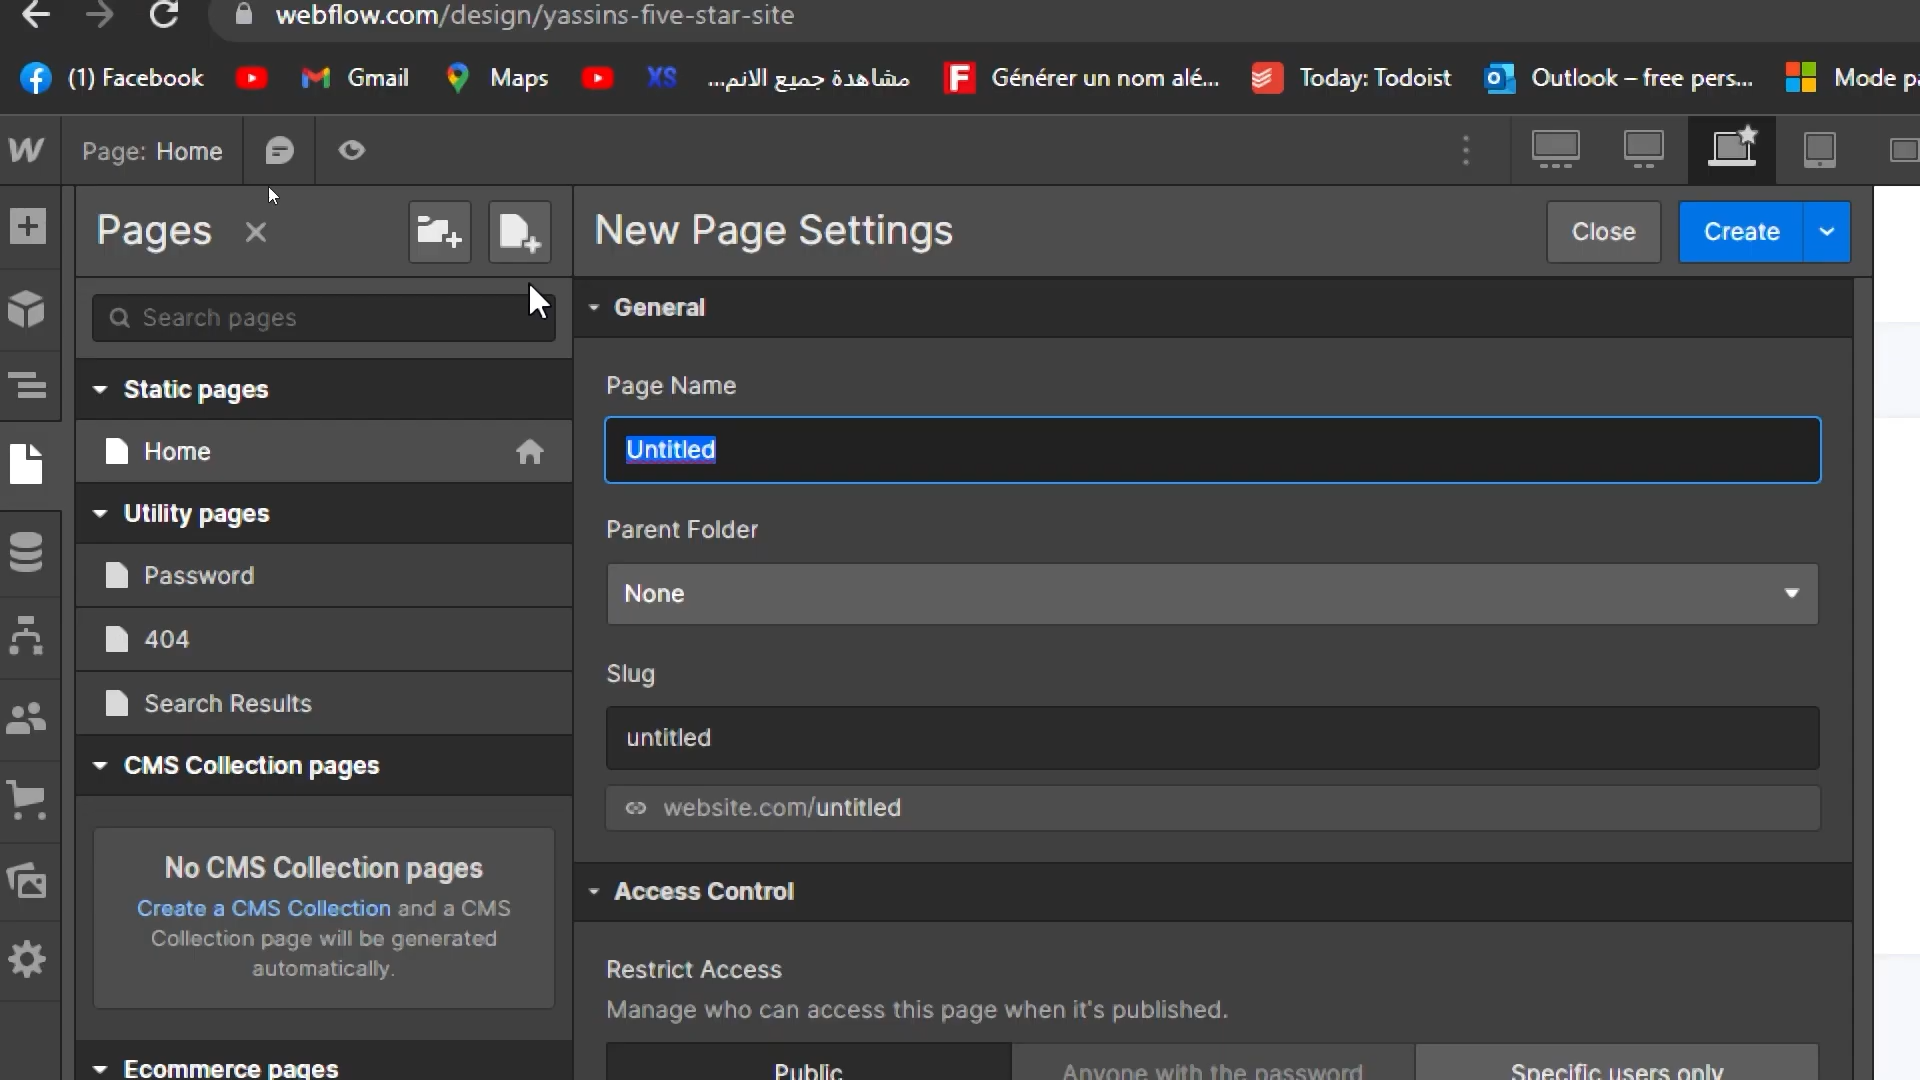 webflow.com/design/yassins-five-star-site
(1) Facebook
Gmail
Maps
XS
مشاهدة جميع الانم...
Générer un nom alé...
Today: Todoist
Outlook – free pers...
Mode pa
Page: Home
Pages
New Page Settings
Close
Create
Search pages
General
Static pages
Page Name
Home
Untitled
Utility pages
Parent Folder
Password
None
404
Slug
Search Results
untitled
CMS Collection pages
website.com/untitled
No CMS Collection pages
Create a CMS Collection and a CMS
Collection page will be generated
automatically.
Access Control
Restrict Access
Manage who can access this page when it's published.
Ecommerce pages
Public
Anyone with the password
Specific users only